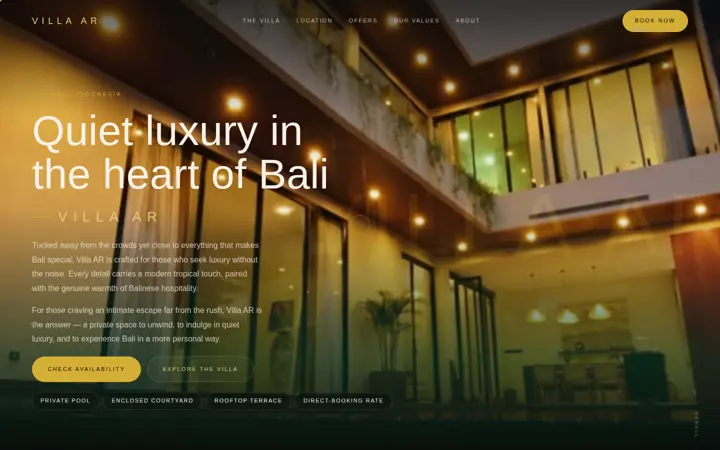 VILLA AR
THE VILLA
LOCATION
OFFERS
OUR VALUES
ABOUT
BOOK NOW
Quiet luxury in
the heart of Bali
VILLA AR
Tucked away from the crowds yet close to everything that makes
Bali special, Villa AR is crafted for those who seek luxury without
the noise. Every detail carries a modern tropical touch, paired
with the genuine warmth of Balinese hospitality.
For those craving an intimate escape far from the rush, Villa AR is
the answer — a private space to unwind, to indulge in quiet
luxury, and to experience Bali in a more personal way.
CHECK AVAILABILITY
EXPLORE THE VILLA
PRIVATE POOL
ENCLOSED COURTYARD
ROOFTOP TERRACE
DIRECT-BOOKING RATE
SCROLL